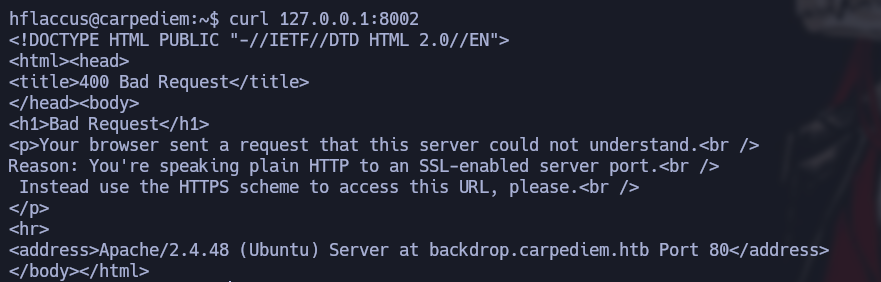 hflaccus@carpediem:~$ curl 127.0.0.1:8002
<!DOCTYPE HTML PUBLIC "-//IETF//DTD HTML 2.0//EN">
<html><head>
<title>400 Bad Request</title>
</head><body>
<h1>Bad Request</h1>
<p>Your browser sent a request that this server could not understand.<br />
Reason: You're speaking plain HTTP to an SSL-enabled server port.<br />
 Instead use the HTTPS scheme to access this URL, please.<br />
</p>
<hr>
<address>Apache/2.4.48 (Ubuntu) Server at backdrop.carpediem.htb Port 80</address>
</body></html>